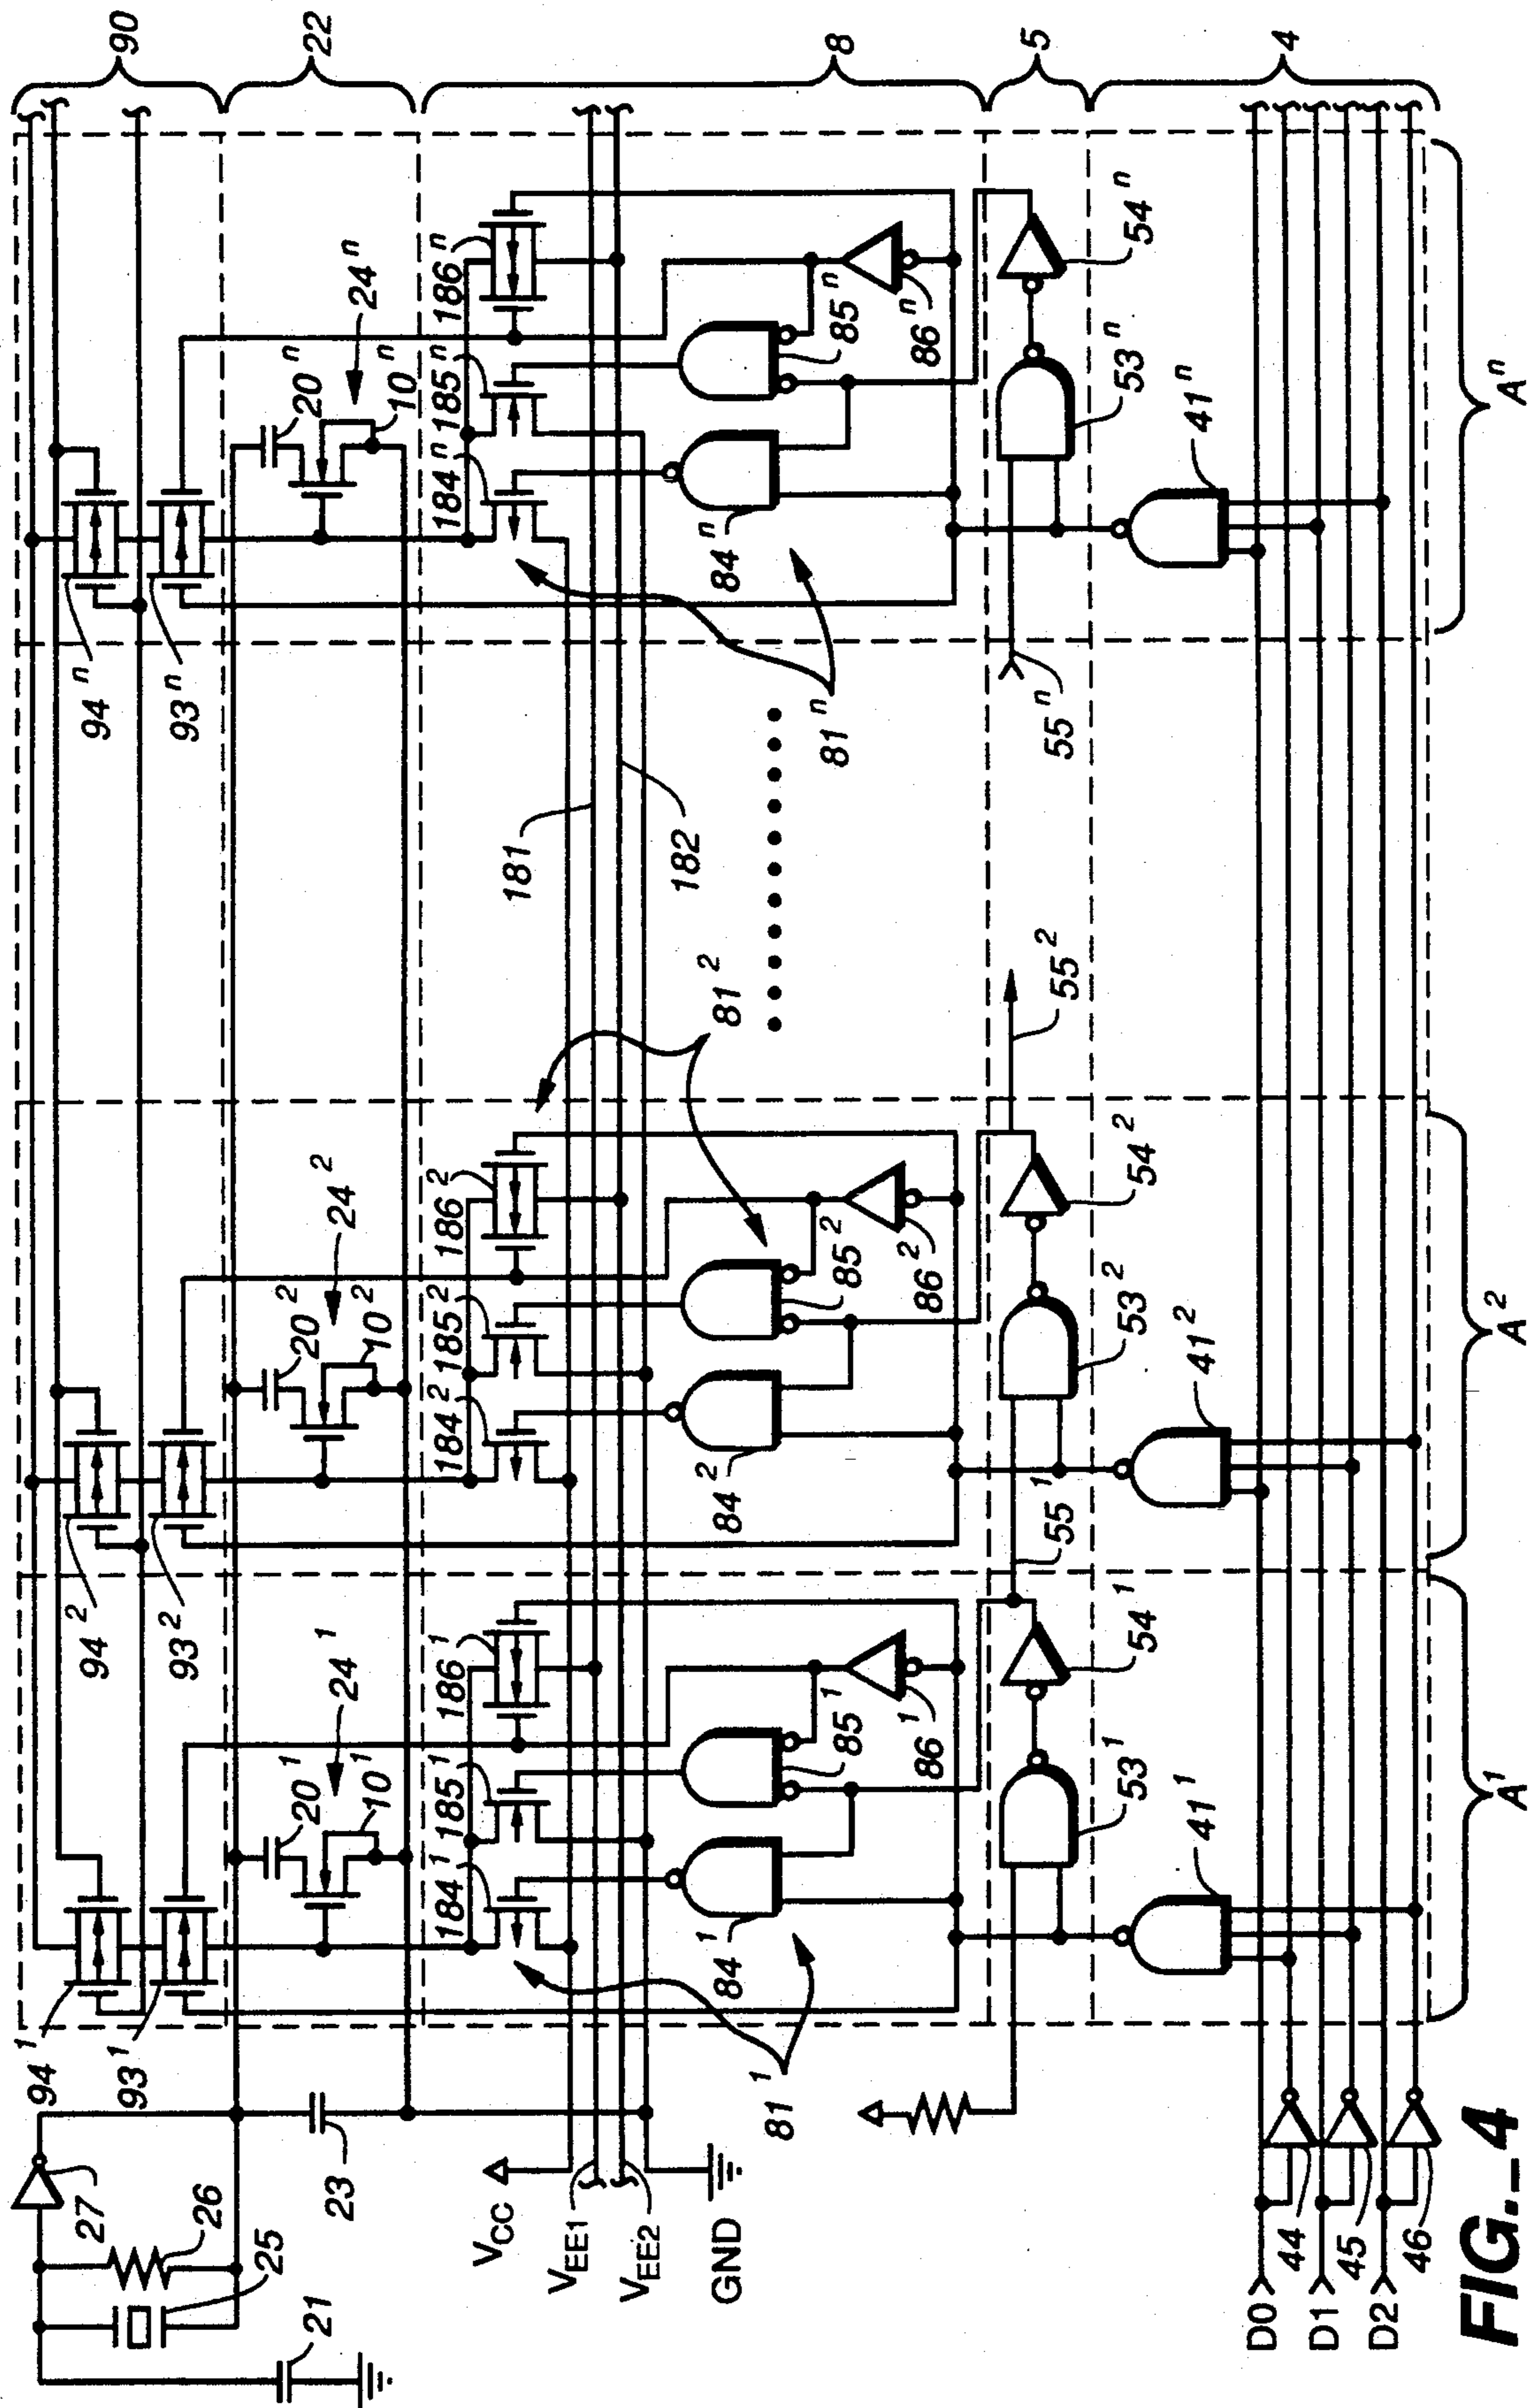 90
22
8
5
4
94¹
93¹
94²
93²
94ⁿ
93ⁿ
27
26
25
21
23
20¹
24¹
10¹
20²
24²
10²
20ⁿ
24ⁿ
10ⁿ
184¹
185¹
186¹
184²
185²
186²
184ⁿ
185ⁿ
186ⁿ
VCC
VEE1
VEE2
GND
181
182
81¹
84¹
85¹
86¹
81²
84²
85²
86²
81ⁿ
84ⁿ
85ⁿ
86ⁿ
53¹
54¹
55¹
53²
54²
55²
55ⁿ
53ⁿ
54ⁿ
41¹
41²
41ⁿ
D0
D1
D2
44
45
46
A¹
A²
Aⁿ
FIG._4